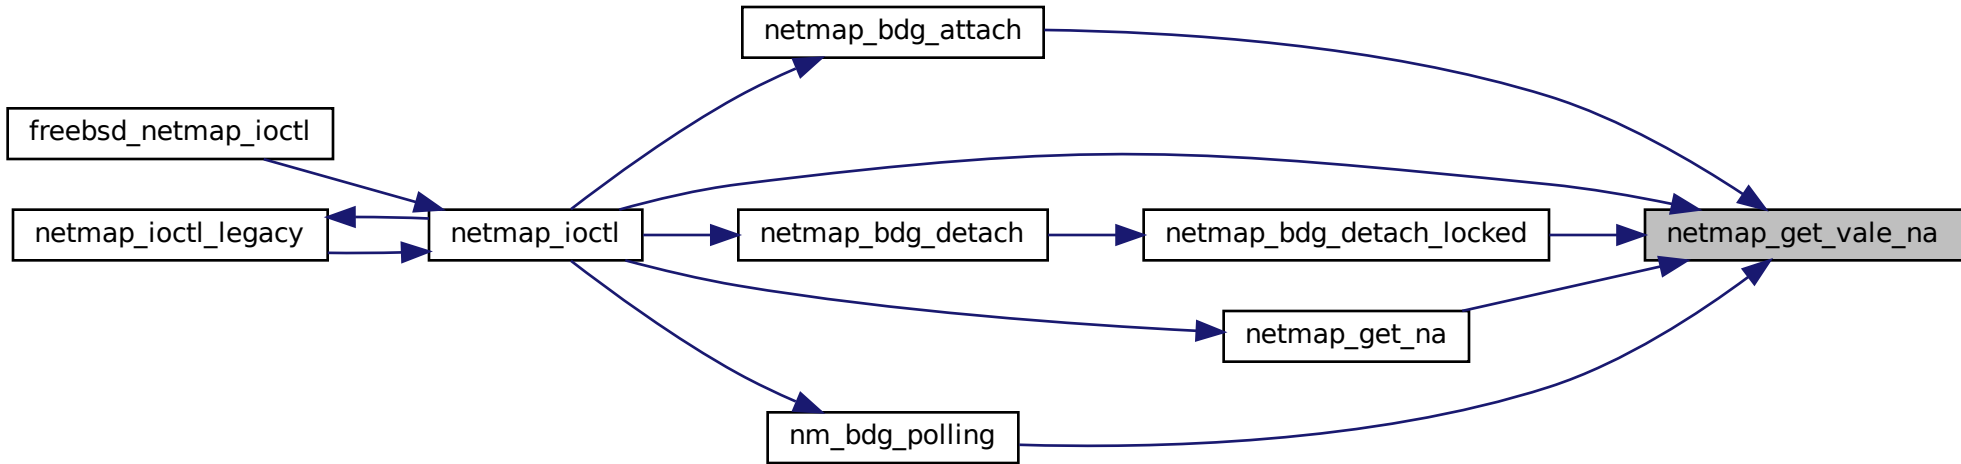 netmap_bdg_attach
freebsd_netmap_ioctl
netmap_ioctl_legacy
netmap_ioctl
netmap_bdg_detach
netmap_bdg_detach_locked
netmap_get_vale_na
netmap_get_na
nm_bdg_polling